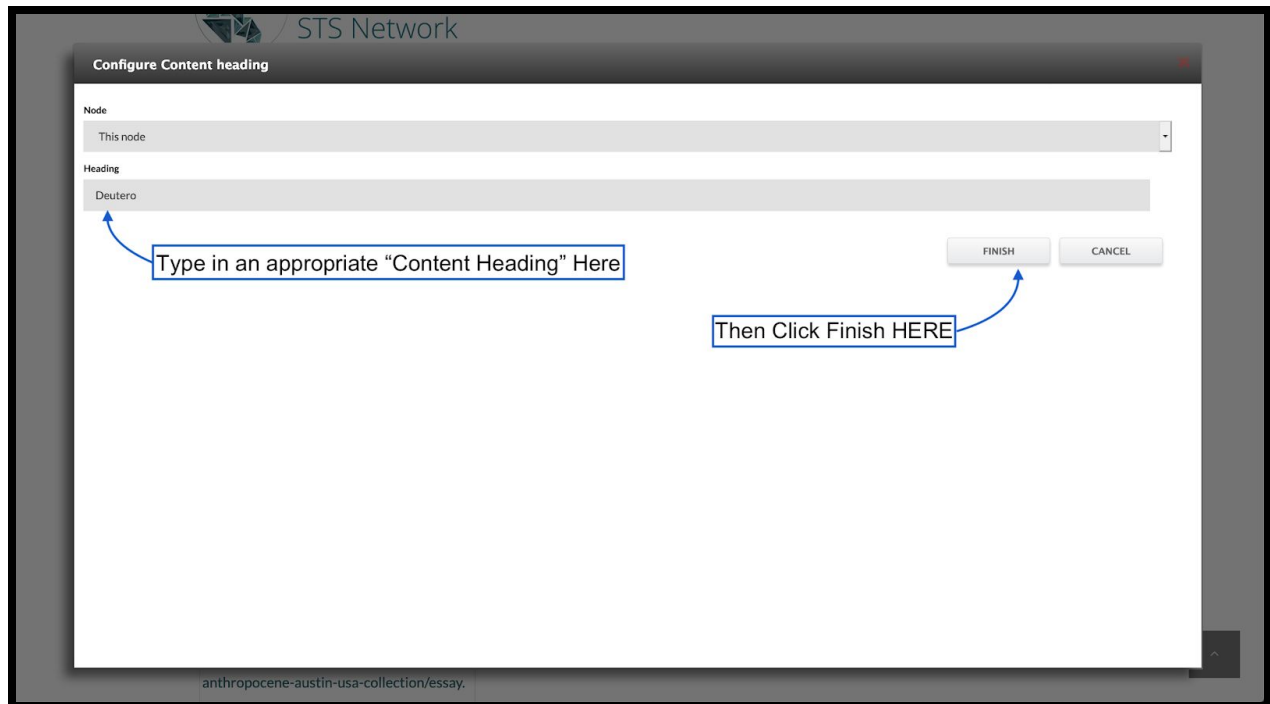 STS Network
Configure Content heading
Node
This node
Heading
Deutero
Type in an appropriate “Content Heading” Here
FINISH
CANCEL
Then Click Finish HERE
anthropocene-austin-usa-collection/essay.